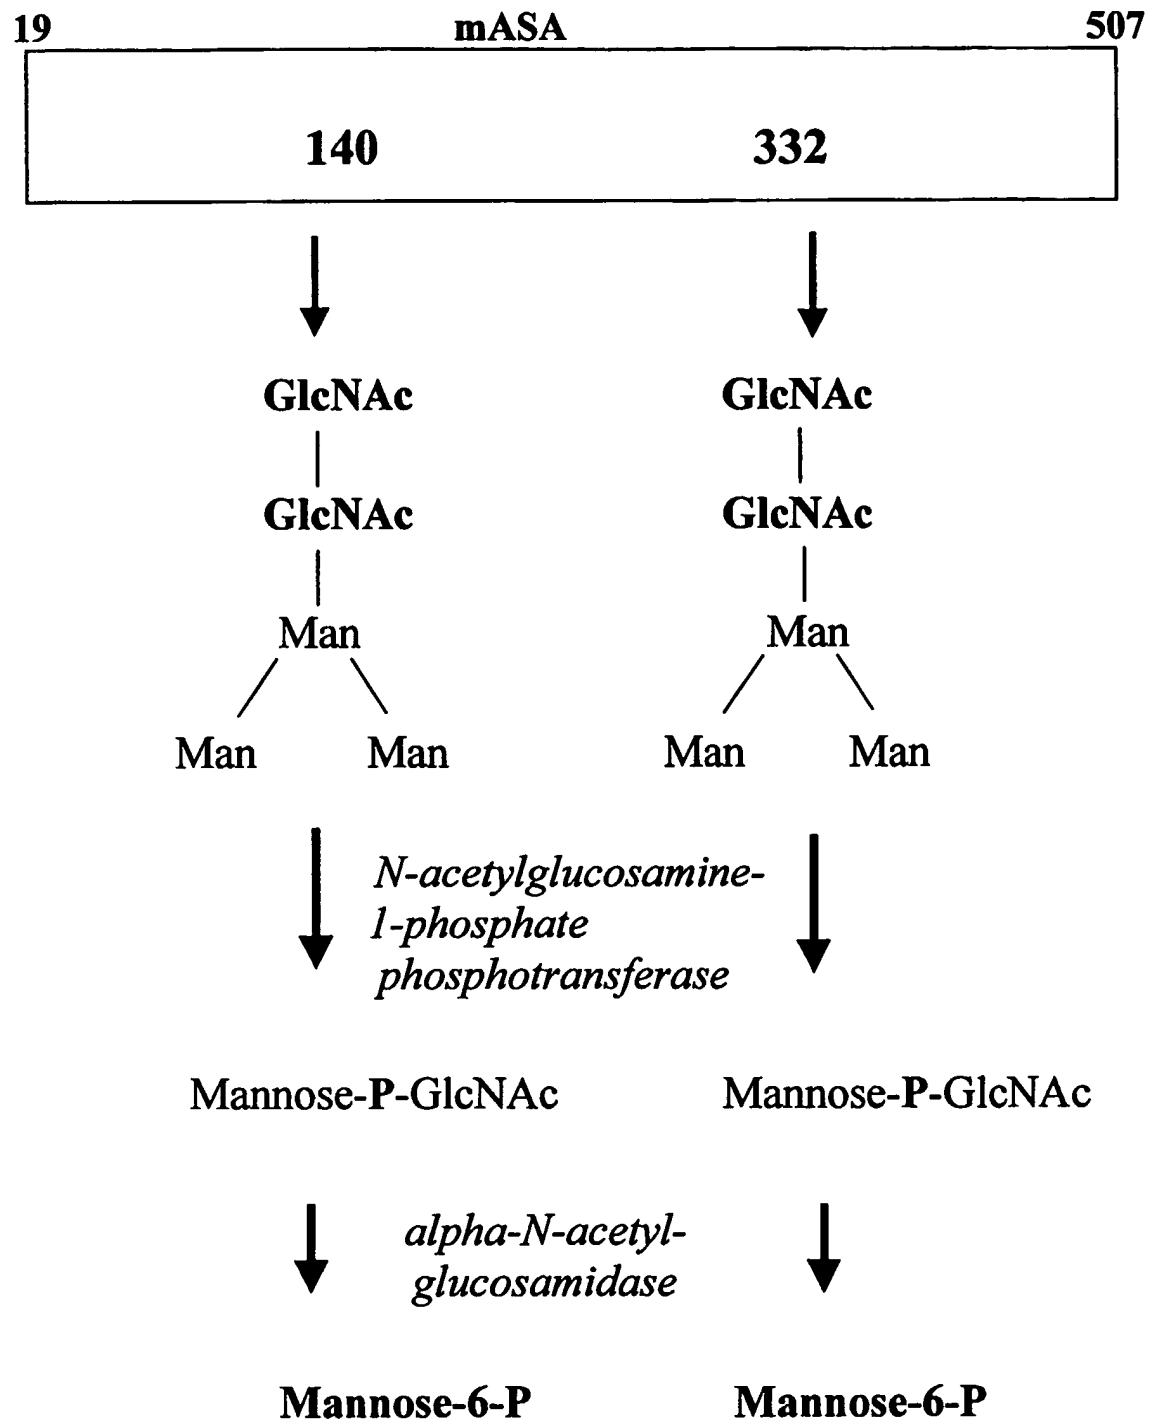 19 mASA 507
140 332
GlcNAc GlcNAc
GlcNAc GlcNAc
Man Man
Man Man Man Man
N-acetylglucosamine-
1-phosphate
phosphotransferase
Mannose-P-GlcNAc Mannose-P-GlcNAc
alpha-N-acetyl-
glucosamidase
Mannose-6-P Mannose-6-P